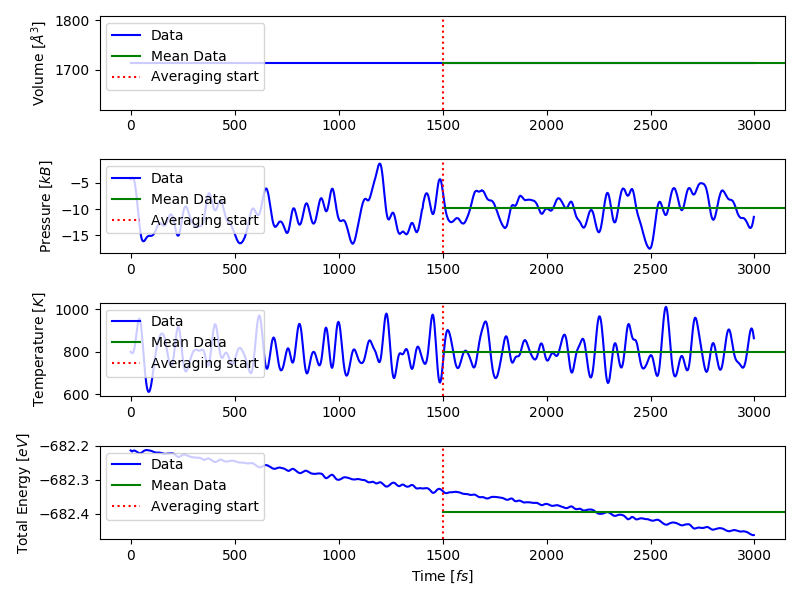 1800
1700
Volume [Å³]
Data
Mean Data
Averaging start
0 500 1000 1500 2000 2500 3000
−5
−10
−15
Pressure [kB]
Data
Mean Data
Averaging start
0 500 1000 1500 2000 2500 3000
1000
800
600
Temperature [K]
Data
Mean Data
Averaging start
0 500 1000 1500 2000 2500 3000
−682.2
−682.3
−682.4
Total Energy [eV]
Data
Mean Data
Averaging start
0 500 1000 1500 2000 2500 3000
Time [fs]